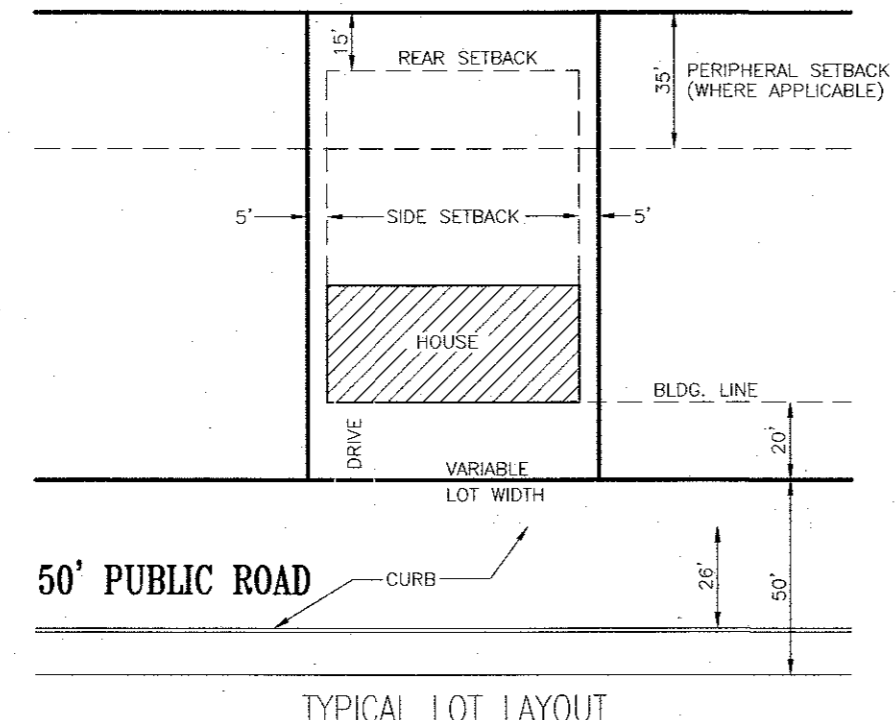 15'
REAR SETBACK
35'
PERIPHERAL SETBACK
(WHERE APPLICABLE)
5'
SIDE SETBACK
5'
HOUSE
BLDG. LINE
DRIVE
20'
VARIABLE
LOT WIDTH
50' PUBLIC ROAD
CURB
26'
50'
TYPICAL LOT LAYOUT